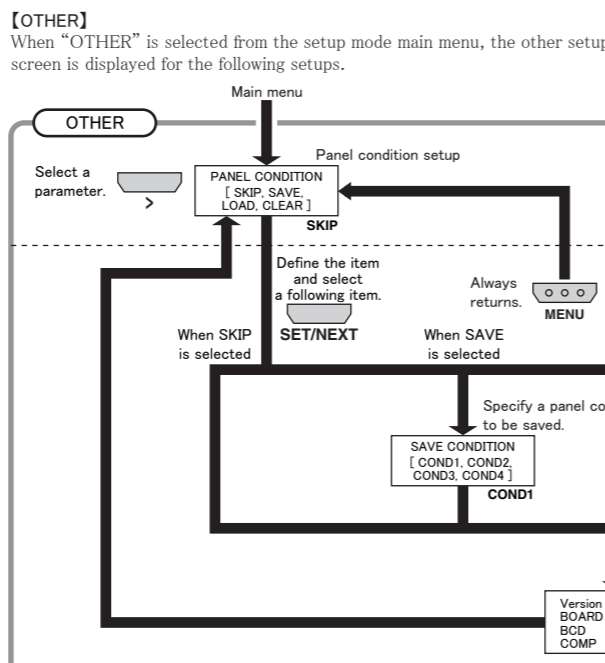 【OTHER】
When “OTHER” is selected from the setup mode main menu, the other setup
screen is displayed for the following setups.
Main menu
OTHER
Select a
parameter.
>
Panel condition setup
PANEL CONDITION
[ SKIP, SAVE,
LOAD, CLEAR ]
SKIP
Define the item
and select
a following item.
SET/NEXT
Always
returns.
MENU
When SKIP
is selected
When SAVE
is selected
Specify a panel co
to be saved.
SAVE CONDITION
[ COND1, COND2,
COND3, COND4 ]
COND1
Version
BOARD
BCD
COMP